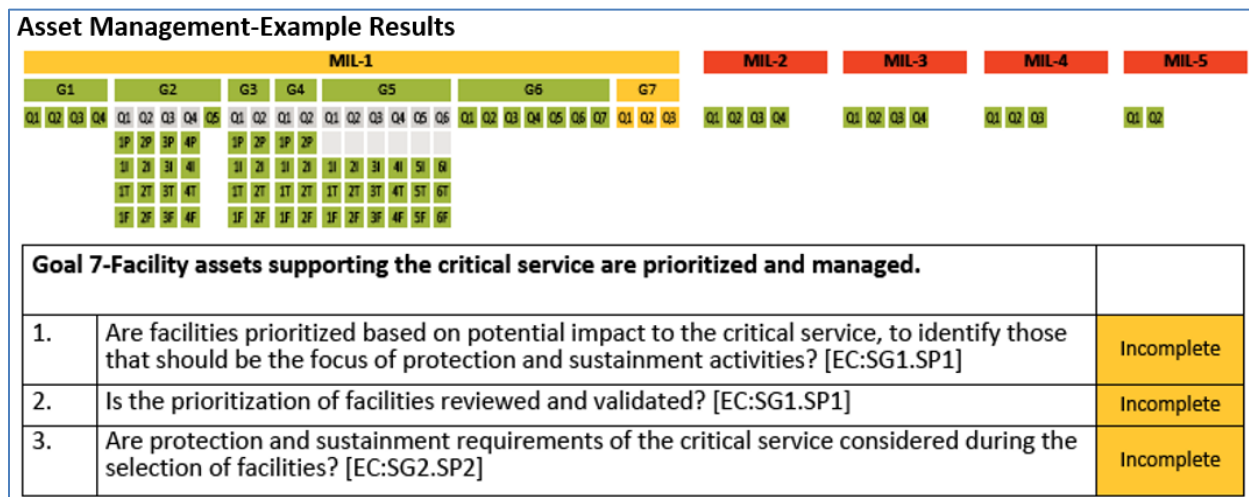 Asset Management-Example Results
MIL-1 MIL-2 MIL-3 MIL-4 MIL-5
G1 G2 G3 G4 G5 G6 G7
Q1 Q2 Q3 Q4 Q1 Q2 Q3 Q4 Q5 Q1 Q2 Q1 Q2 Q1 Q2 Q3 Q4 Q5 Q6 Q1 Q2 Q3 Q4 Q5 Q6 Q7 Q1 Q2 Q3 Q1 Q2 Q3 Q4 Q1 Q2 Q3 Q4 Q1 Q2 Q3 Q1 Q2
1P 2P 3P 4P 1P 2P 1P 2P
1I 2I 3I 4I 1I 2I 1I 2I 1I 2I 3I 4I 5I 6I
1T 2T 3T 4T 1T 2T 1T 2T 1T 2T 3T 4T 5T 6T
1F 2F 3F 4F 1F 2F 1F 2F 1F 2F 3F 4F 5F 6F
Goal 7-Facility assets supporting the critical service are prioritized and managed.
1. Are facilities prioritized based on potential impact to the critical service, to identify those
that should be the focus of protection and sustainment activities? [EC:SG1.SP1]
Incomplete
2. Is the prioritization of facilities reviewed and validated? [EC:SG1.SP1] Incomplete
3. Are protection and sustainment requirements of the critical service considered during the
selection of facilities? [EC:SG2.SP2]
Incomplete